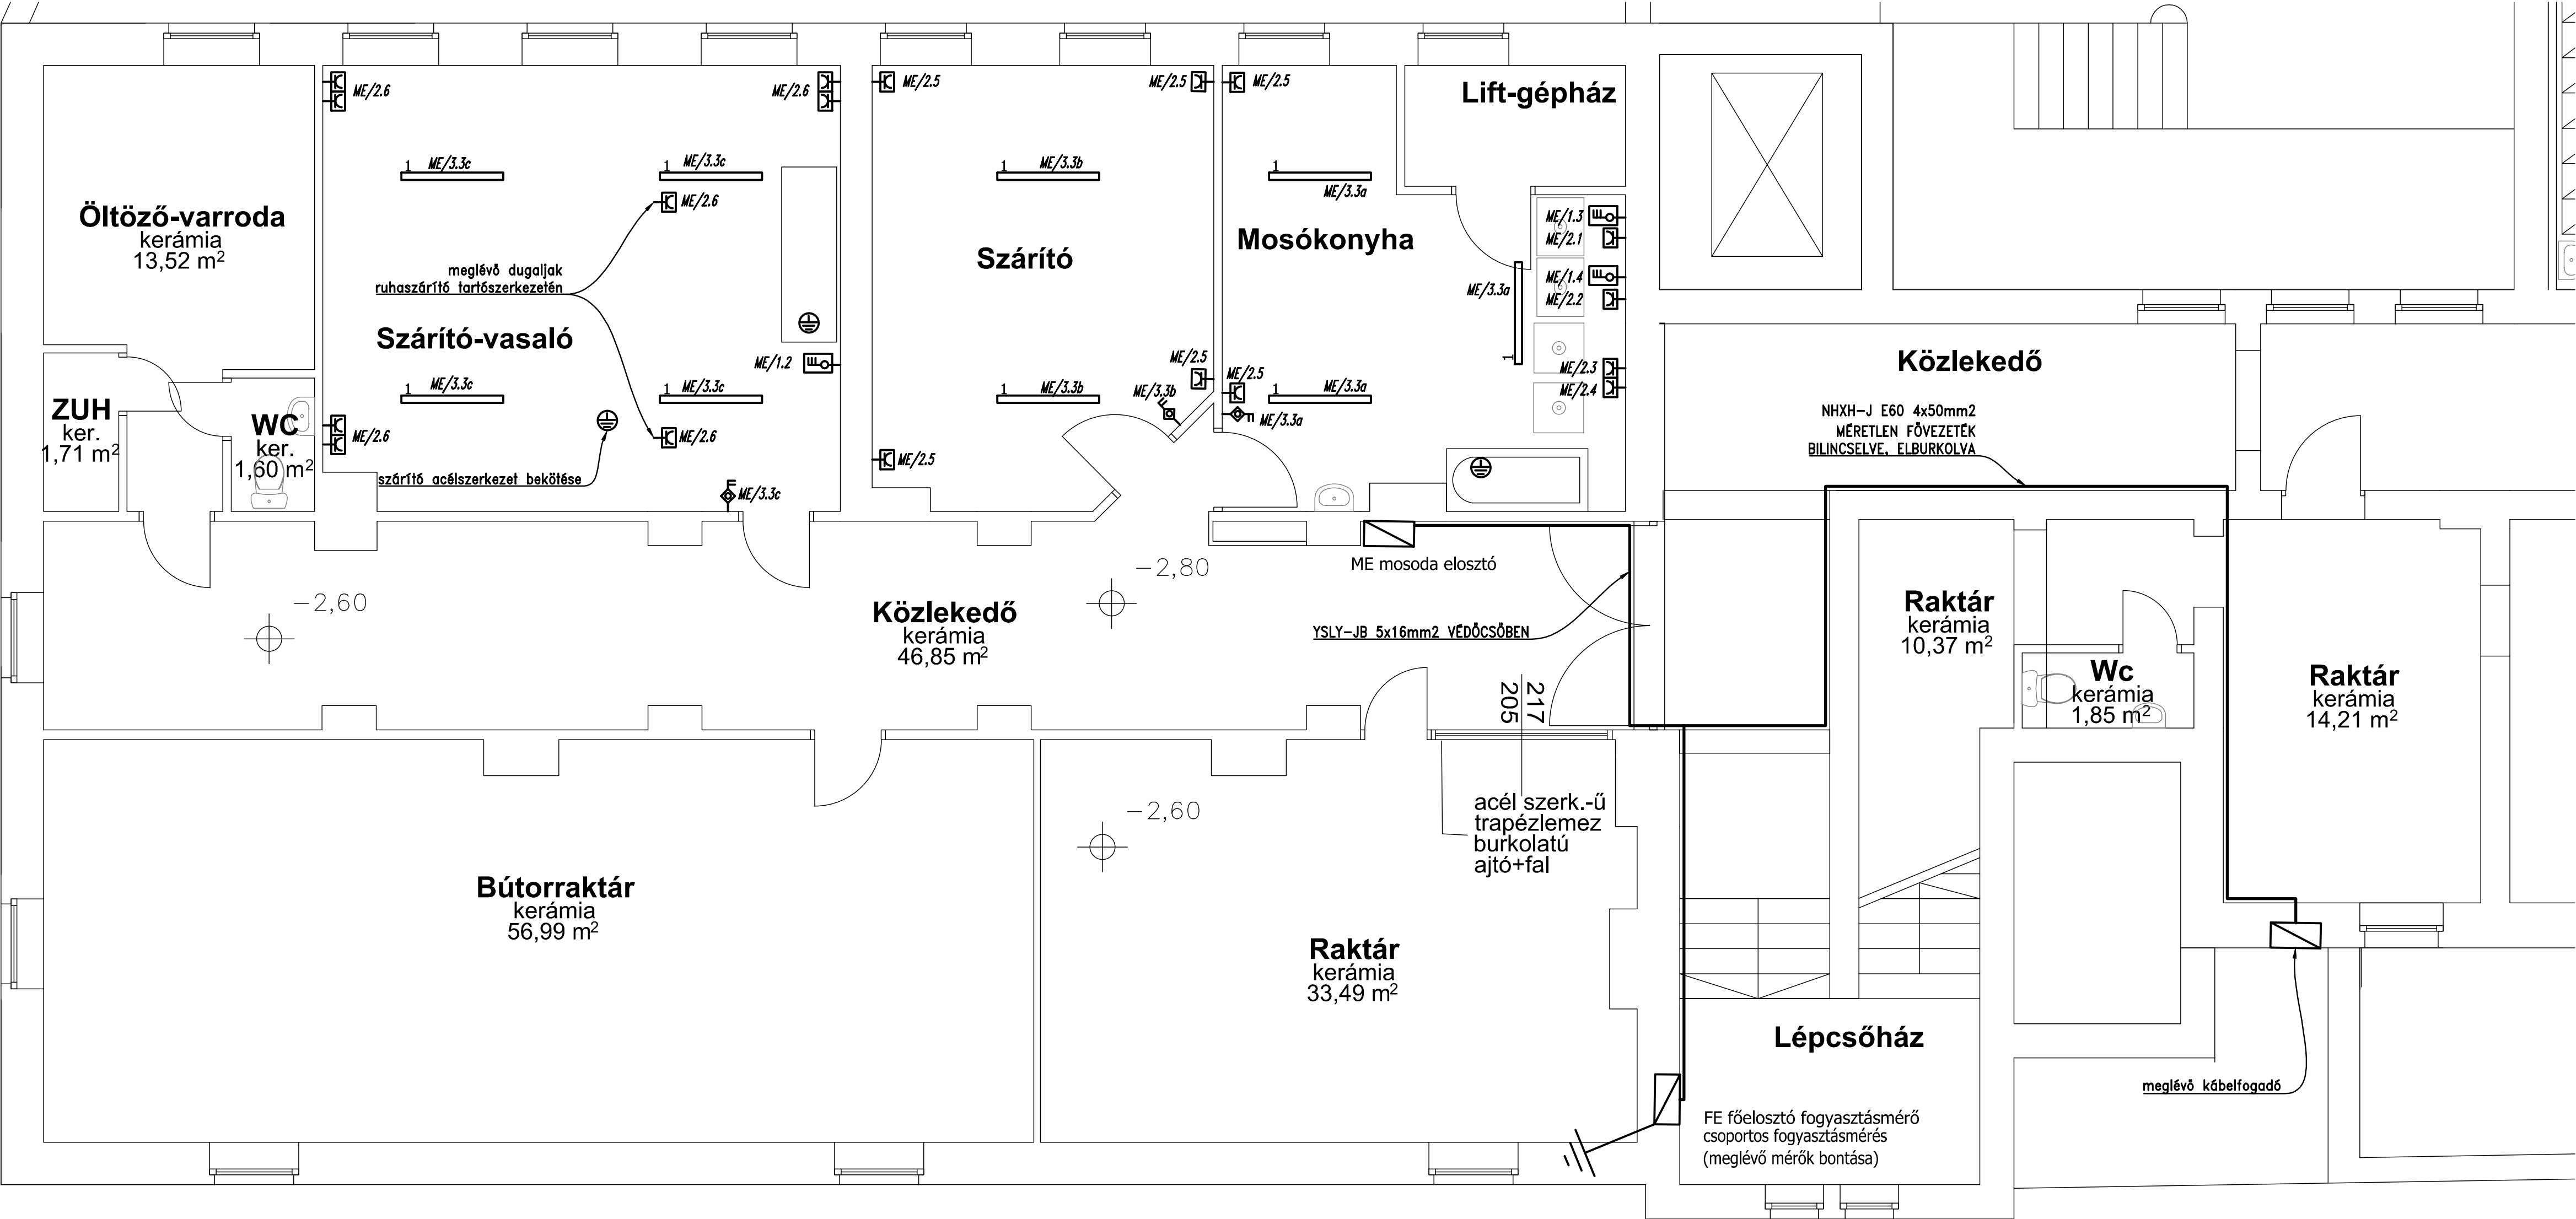 ME/2.6
ME/2.6
ME/2.5
ME/2.5
ME/2.5
Lift-gépház
1 ME/3.3c
1 ME/3.3c
1 ME/3.3b
1
ME/3.3a
ME/2.6
Öltöző-varroda
kerámia
13,52 m²
meglévő dugaljak
ruhaszárító tartószerkezetén
Szárító-vasaló
Szárító
Mosókonyha
ME/1.3
ME/2.1
ME/1.4
ME/2.2
ME/3.3a
1
ME/2.3
ME/2.4
ME/1.2
ME/2.5
ME/2.5
ME/3.3b
ME/3.3a
1 ME/3.3c
1 ME/3.3c
1 ME/3.3b
1 ME/3.3a
ZUH
ker.
1,71 m²
WC
ker.
1,60 m²
ME/2.6
ME/2.6
ME/2.5
szárító acélszerkezet bekötése
ME/3.3c
Közlekedő
NHXH-J E60 4x50mm2
MÉRETLEN FŐVEZETÉK
BILINCSELVE, ELBURKOLVA
ME mosoda elosztó
-2,60
-2,80
Közlekedő
kerámia
46,85 m²
YSLY-JB 5x16mm2 VÉDŐCSŐBEN
217
205
Raktár
kerámia
10,37 m²
Wc
kerámia
1,85 m²
Raktár
kerámia
14,21 m²
-2,60
acél szerk.-ű
trapézlemez
burkolatú
ajtó+fal
Bútorraktár
kerámia
56,99 m²
Raktár
kerámia
33,49 m²
Lépcsőház
meglévő kábelfogadó
FE főelosztó fogyasztásmérő
csoportos fogyasztásmérés
(meglévő mérők bontása)